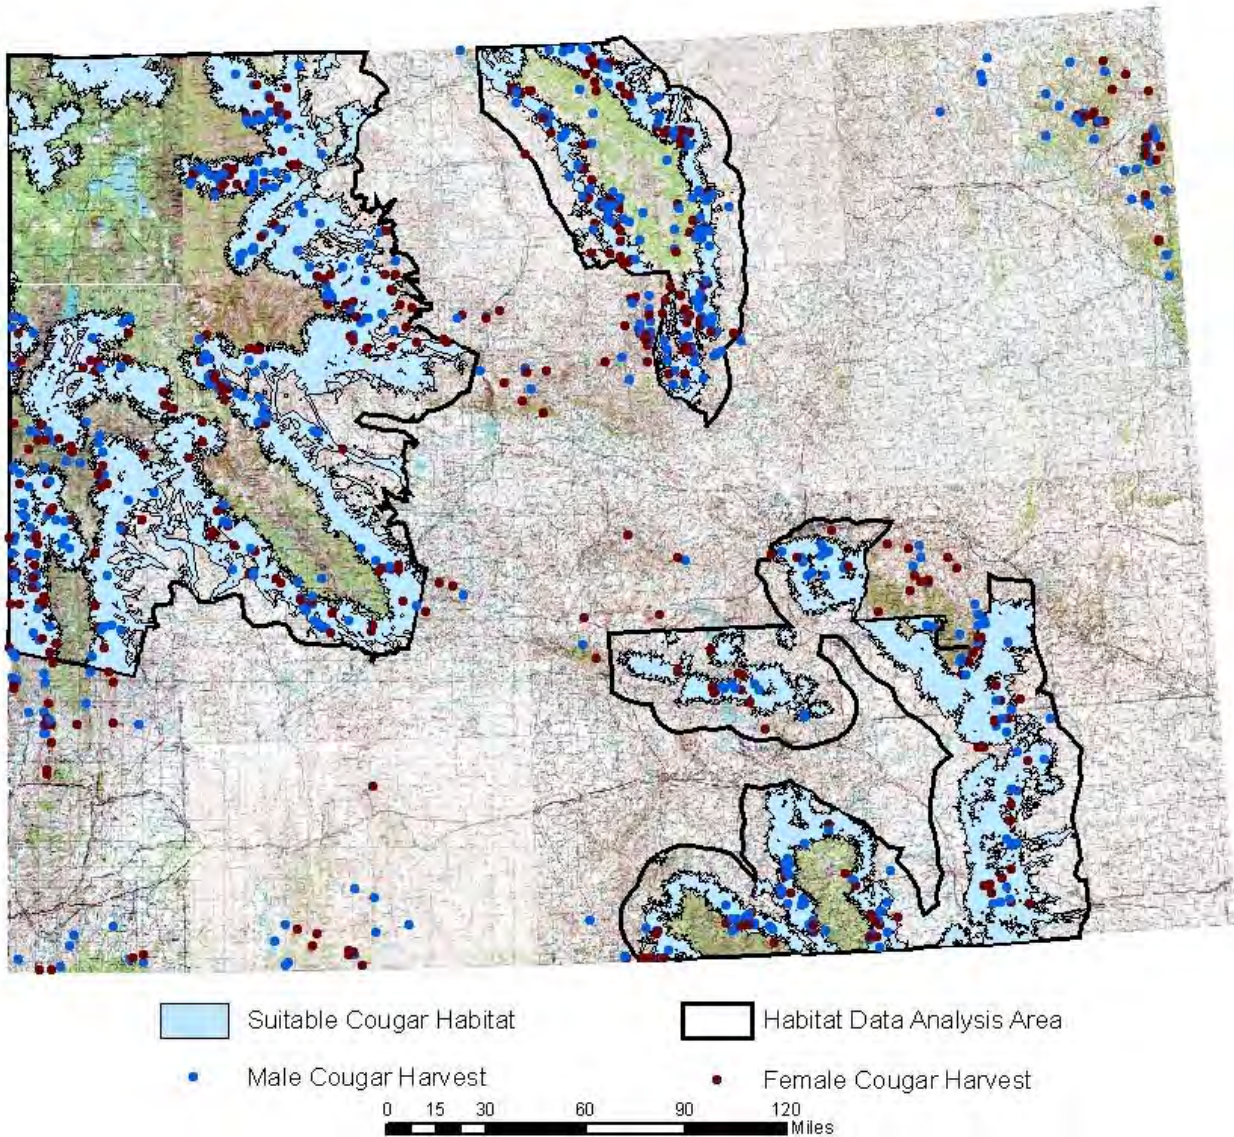 Suitable Cougar Habitat
Habitat Data Analysis Area
Male Cougar Harvest
Female Cougar Harvest
0 15 30 60 90 120
Miles